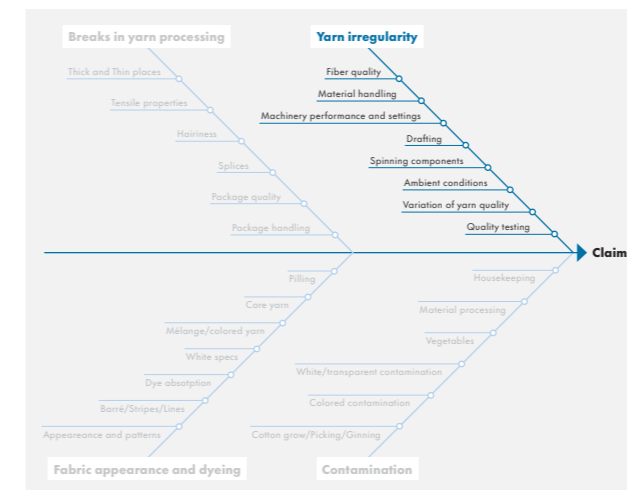 Breaks in yarn processing
Thick and Thin places
Tensile properties
Hairiness
Splices
Package quality
Package handling
Yarn irregularity
Fiber quality
Material handling
Machinery performance and settings
Drafting
Spinning components
Ambient conditions
Variation of yarn quality
Quality testing
Claim
Pilling
Core yarn
Mélange/colored yarn
White specs
Dye absotption
Barré/Stripes/Lines
Appeareance and patterns
Fabric appearance and dyeing
Housekeeping
Material processing
Vegetables
White/transparent contamination
Colored contamination
Cotton grow/Picking/Ginning
Contamination